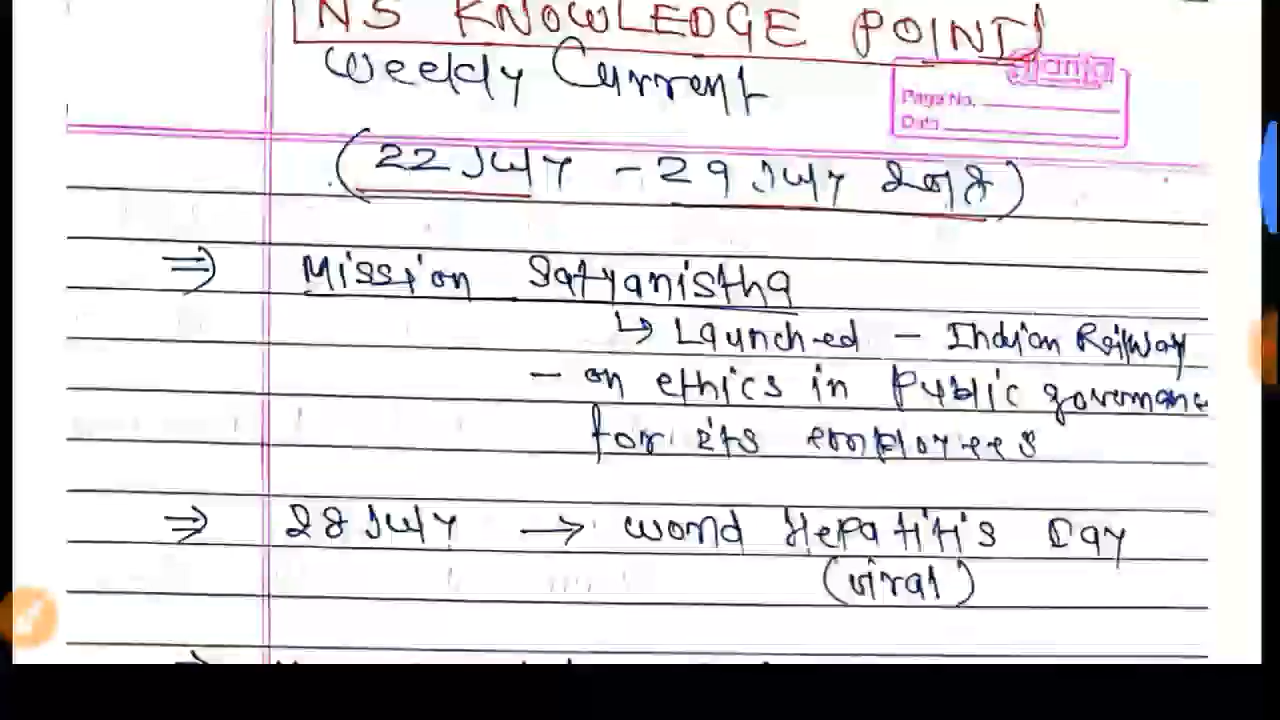 NS KNOWLEDGE POINT
Weekly Current
Page No.
Date
(22 July - 29 July 2018)
⇒ Mission Satyanistha
↳ Launched - Indian Railway
- on ethics in Public governance
for its employees
⇒ 28 July → World Hepatitis Day
(Viral)